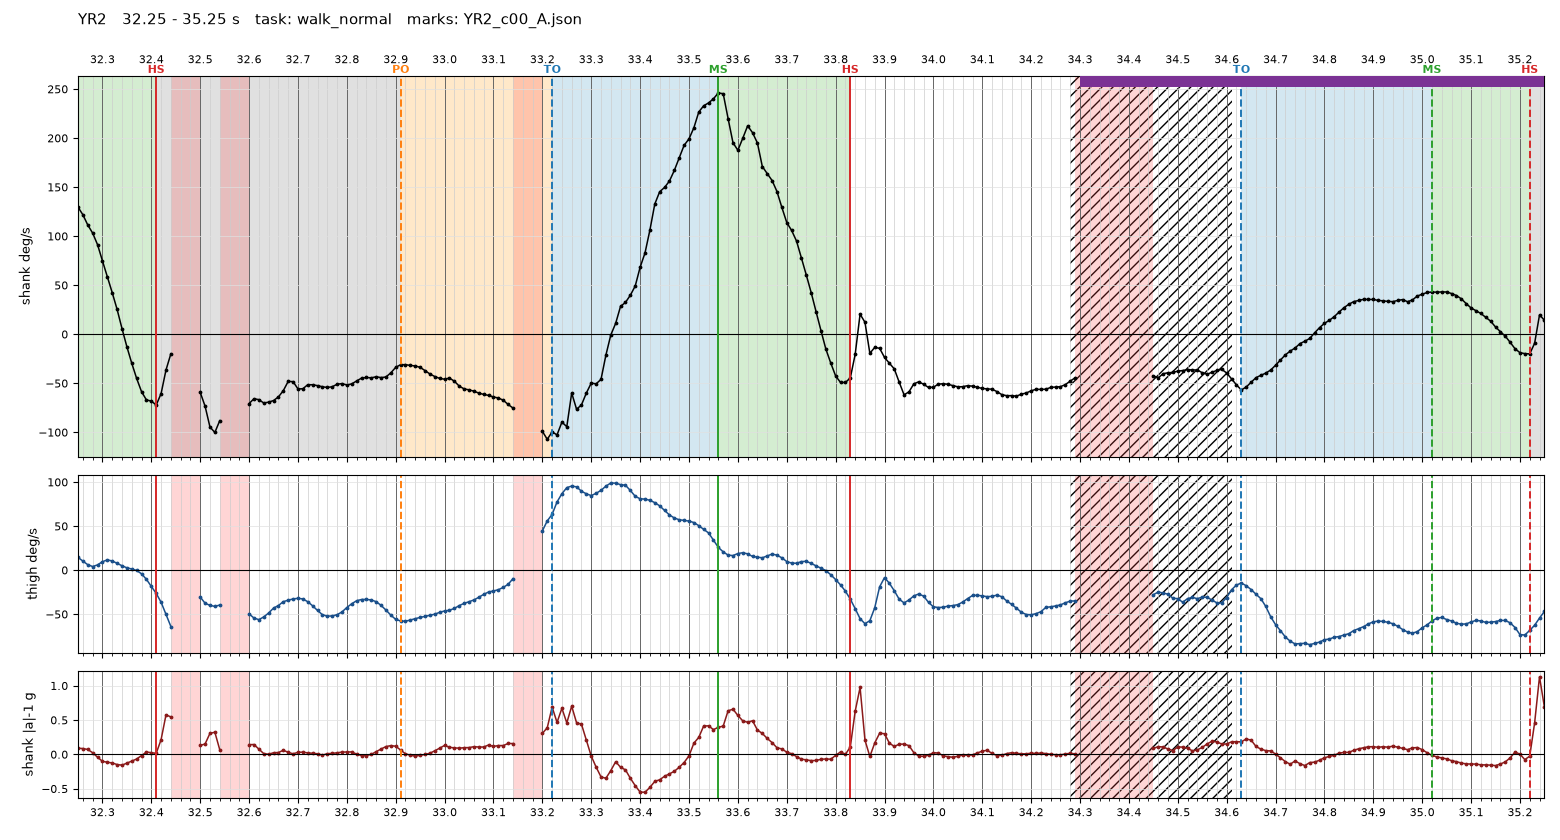 YR2   32.25 - 35.25 s   task: walk_normal   marks: YR2_c00_A.json
32.3 32.4 32.5 32.6 32.7 32.8 32.9 33.0 33.1 33.2 33.3 33.4 33.5 33.6 33.7 33.8 33.9 34.0 34.1 34.2 34.3 34.4 34.5 34.6 34.7 34.8 34.9 35.0 35.1 35.2
HS PO TO MS HS TO MS HS
shank deg/s
250
200
150
100
50
0
−50
−100
thigh deg/s
100
50
0
−50
shank |a|-1 g
1.0
0.5
0.0
−0.5
32.3 32.4 32.5 32.6 32.7 32.8 32.9 33.0 33.1 33.2 33.3 33.4 33.5 33.6 33.7 33.8 33.9 34.0 34.1 34.2 34.3 34.4 34.5 34.6 34.7 34.8 34.9 35.0 35.1 35.2